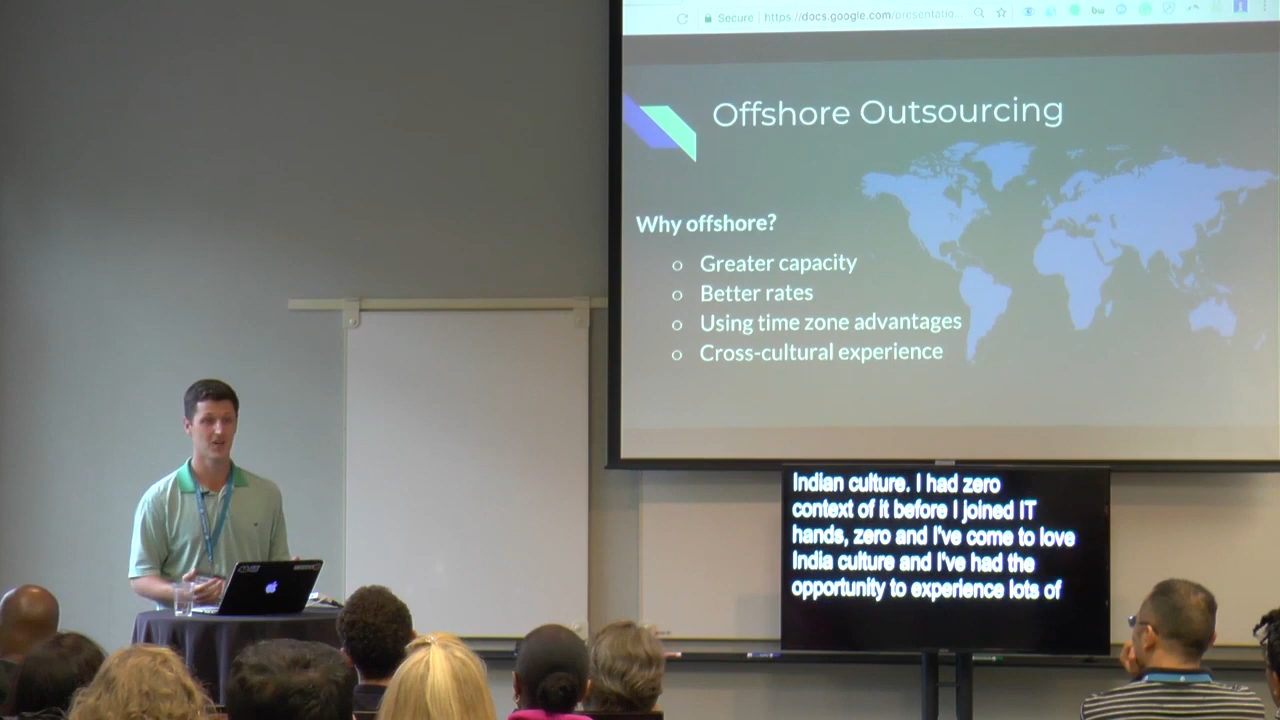 Secure https://docs.google.com/presentatio...
Offshore Outsourcing
Why offshore?
Greater capacity
Better rates
Using time zone advantages
Cross-cultural experience
Indian culture. I had zero
context of it before I joined IT
hands, zero and I've come to love
India culture and I've had the
opportunity to experience lots of